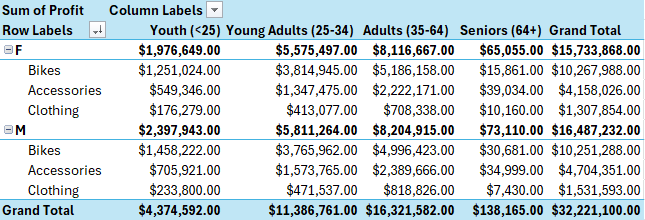 Sum of Profit Column Labels
Row Labels Youth (<25) Young Adults (25-34) Adults (35-64) Seniors (64+) Grand Total
F $1,976,649.00 $5,575,497.00 $8,116,667.00 $65,055.00 $15,733,868.00
Bikes $1,251,024.00 $3,814,945.00 $5,186,158.00 $15,861.00 $10,267,988.00
Accessories $549,346.00 $1,347,475.00 $2,222,171.00 $39,034.00 $4,158,026.00
Clothing $176,279.00 $413,077.00 $708,338.00 $10,160.00 $1,307,854.00
M $2,397,943.00 $5,811,264.00 $8,204,915.00 $73,110.00 $16,487,232.00
Bikes $1,458,222.00 $3,765,962.00 $4,996,423.00 $30,681.00 $10,251,288.00
Accessories $705,921.00 $1,573,765.00 $2,389,666.00 $34,999.00 $4,704,351.00
Clothing $233,800.00 $471,537.00 $818,826.00 $7,430.00 $1,531,593.00
Grand Total $4,374,592.00 $11,386,761.00 $16,321,582.00 $138,165.00 $32,221,100.00